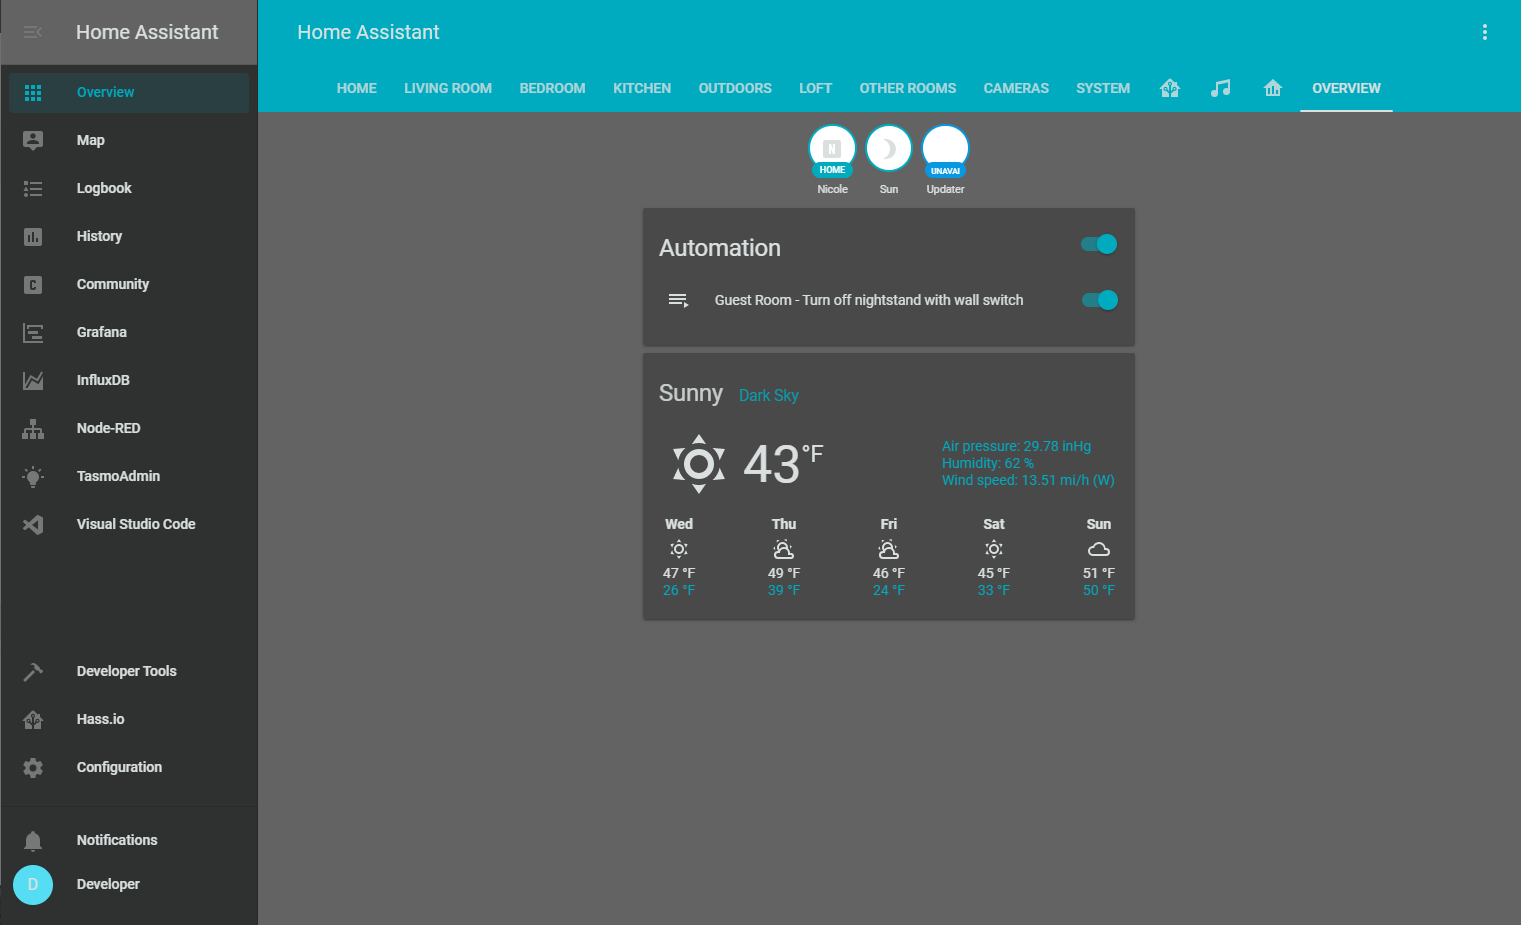 Home Assistant
Overview
Map
Logbook
History
C
Community
Grafana
InfluxDB
Node-RED
TasmoAdmin
Visual Studio Code
Developer Tools
Hass.io
Configuration
Notifications
D
Developer
Home Assistant
HOME LIVING ROOM BEDROOM KITCHEN OUTDOORS LOFT OTHER ROOMS CAMERAS SYSTEM OVERVIEW
N
HOME UNAVAI
Nicole Sun Updater
Automation
Guest Room - Turn off nightstand with wall switch
Sunny Dark Sky
43 °F
Air pressure: 29.78 inHg
Humidity: 62 %
Wind speed: 13.51 mi/h (W)
Wed Thu Fri Sat Sun
47 °F 49 °F 46 °F 45 °F 51 °F
26 °F 39 °F 24 °F 33 °F 50 °F